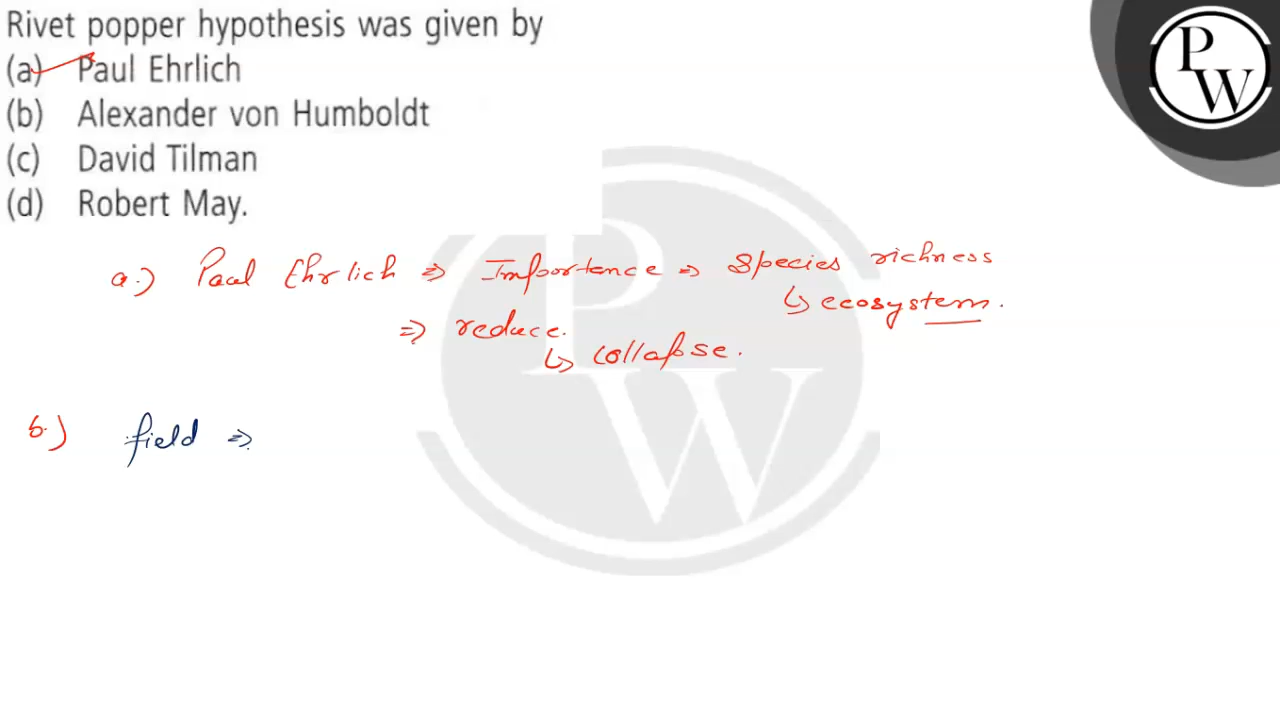 Rivet popper hypothesis was given by
(a) Paul Ehrlich
(b) Alexander von Humboldt
(c) David Tilman
(d) Robert May.
a.) Paul Ehrlich ⇒ Importance ⇒ Species richness
↳ ecosystem.
⇒ reduce.
↳ collapse.
b.) field ⇒
P
W
P
W